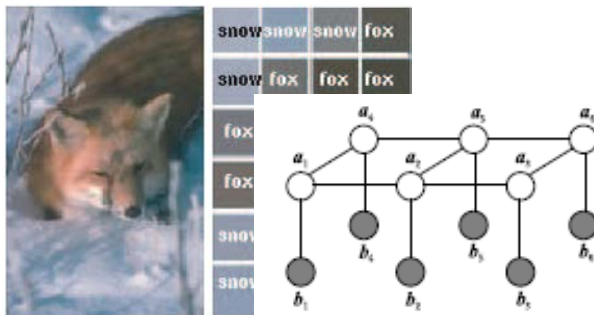 snow snow snow fox
snow fox fox fox
fox
fox
snow
snow
a4 a5 a6
a1 a2 a3
b4 b5 b6
b1 b2 b3